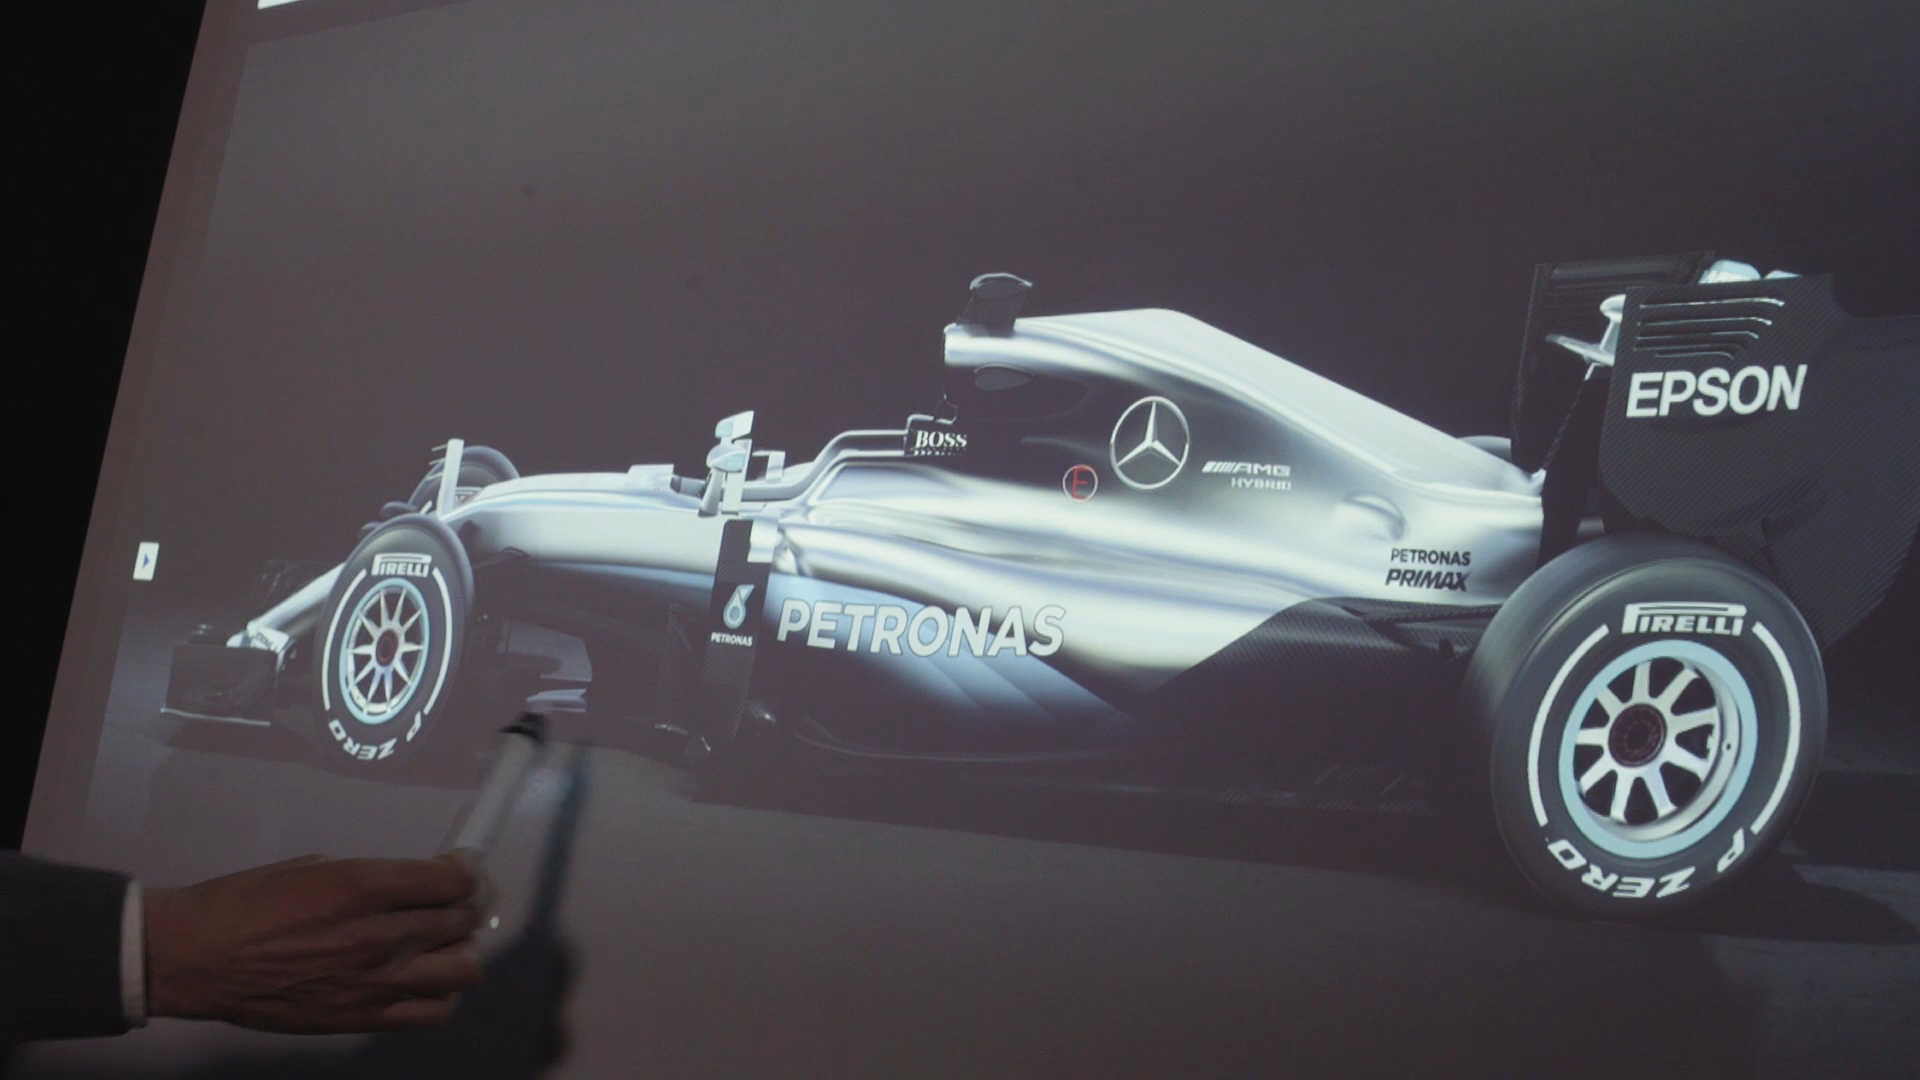 EPSON
BOSS
E
AMG
HYBRID
PETRONAS
PRIMAX
PIRELLI
P ZERO
PETRONAS
PETRONAS
PIRELLI
P ZERO